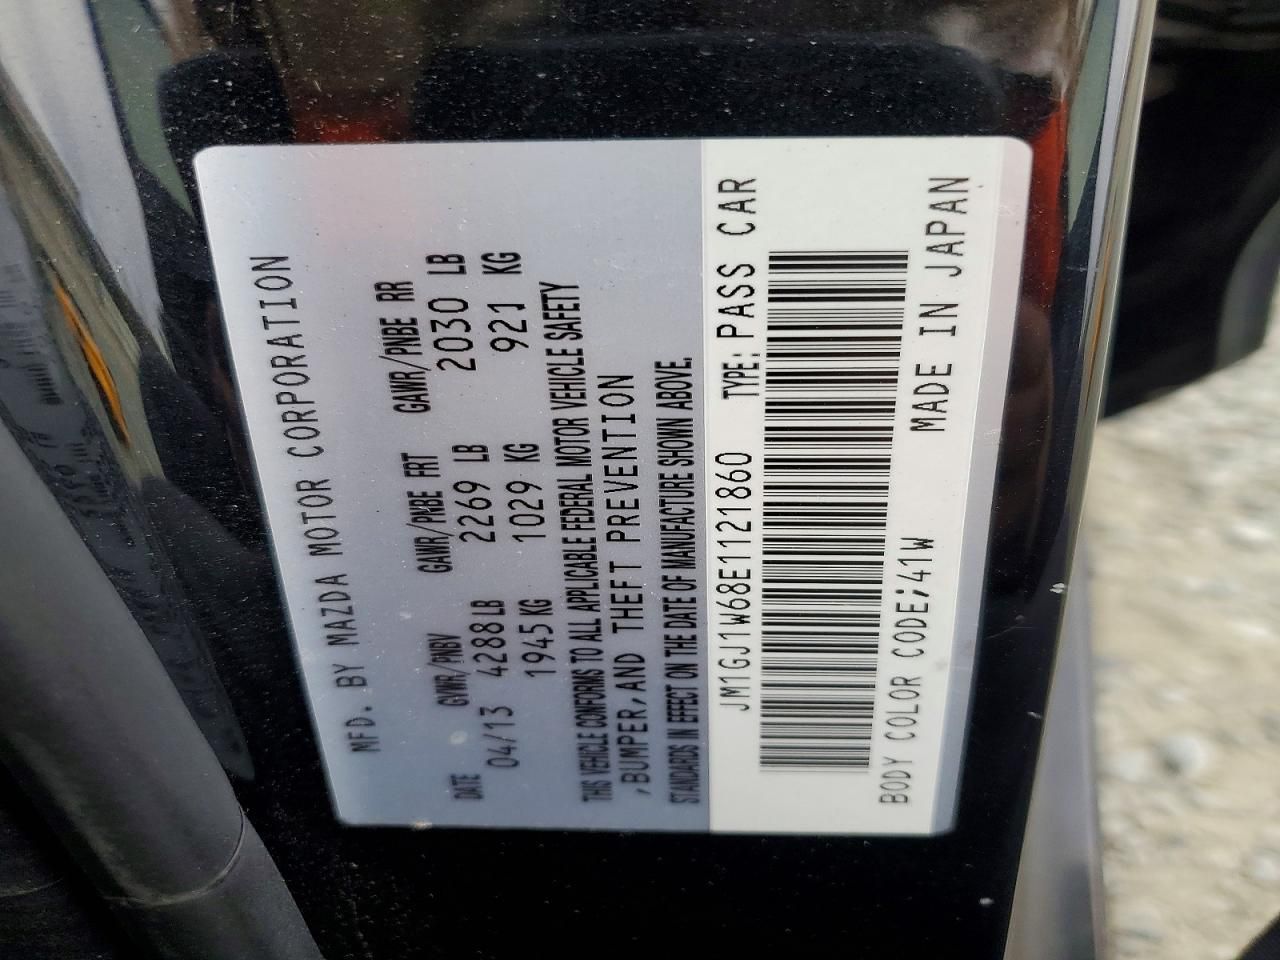 MFD. BY MAZDA MOTOR CORPORATION
DATE GVWR/PNBV GAWR/PNBE FRT GAWR/PNBE RR
04/13 4288 LB 2269 LB 2030 LB
1945 KG 1029 KG 921 KG
THIS VEHICLE CONFORMS TO ALL APPLICABLE FEDERAL MOTOR VEHICLE SAFETY
,BUMPER,AND THEFT PREVENTION
STANDARDS IN EFFECT ON THE DATE OF MANUFACTURE SHOWN ABOVE.
JM1GJ1W68E1121860 TYPE: PASS CAR
BODY COLOR CODE;41W MADE IN JAPAN